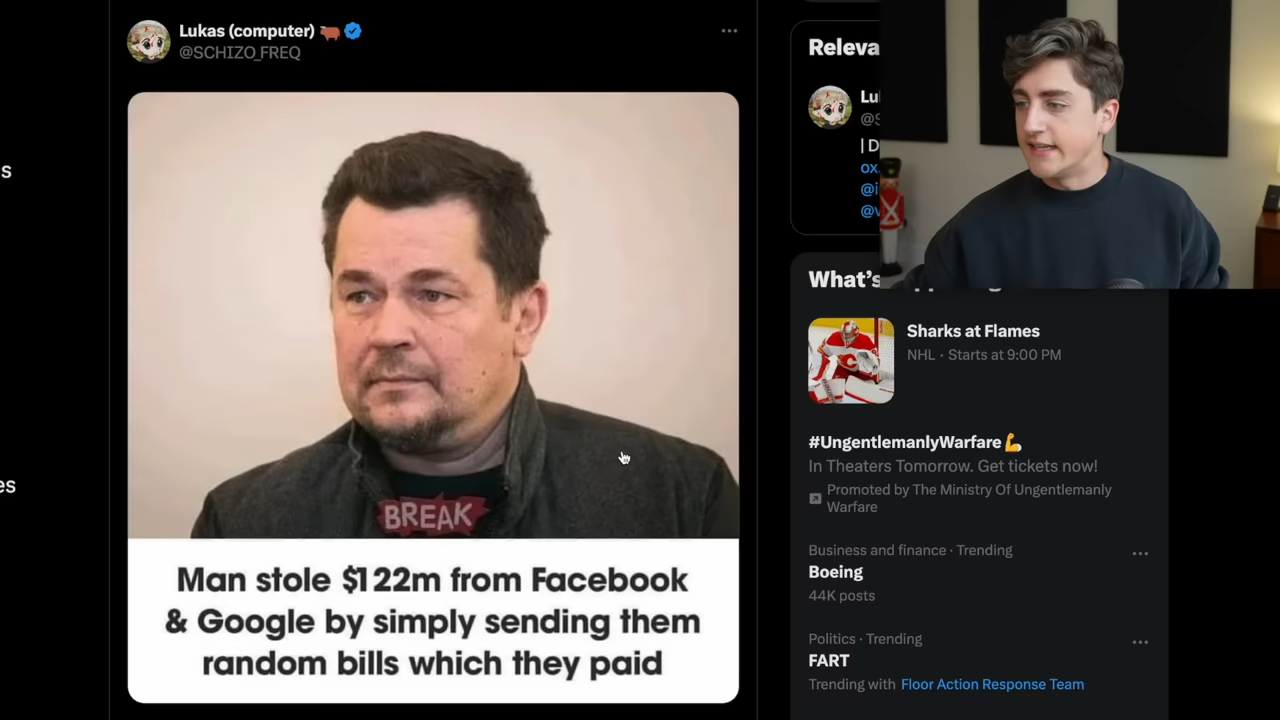 Lukas (computer)
@SCHIZO_FREQ
BREAK
Man stole $122m from Facebook
& Google by simply sending them
random bills which they paid
Releva
Lu
@S
| D
ox.
@i
@v
What's
Sharks at Flames
NHL · Starts at 9:00 PM
#UngentlemanlyWarfare💪
In Theaters Tomorrow. Get tickets now!
Promoted by The Ministry Of Ungentlemanly
Warfare
Business and finance · Trending
Boeing
44K posts
Politics · Trending
FART
Trending with Floor Action Response Team
s
es